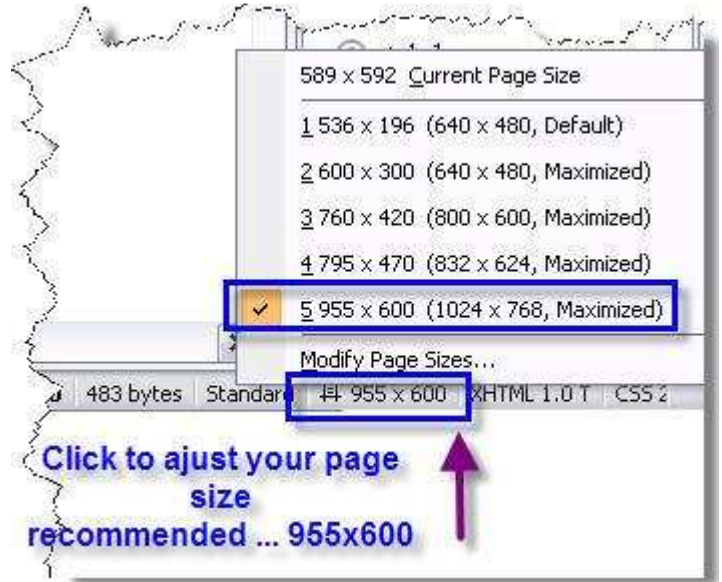 589 x 592 Current Page Size
1 536 x 196 (640 x 480, Default)
2 600 x 300 (640 x 480, Maximized)
3 760 x 420 (800 x 600, Maximized)
4 795 x 470 (832 x 624, Maximized)
5 955 x 600 (1024 x 768, Maximized)
Modify Page Sizes...
483 bytes Standard 955 x 600 XHTML 1.0 T CSS 2
Click to ajust your page
size
recommended ... 955x600